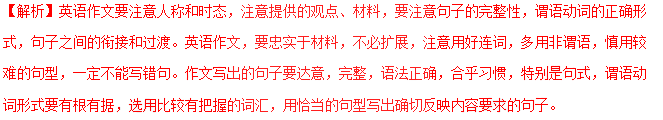 【解析】英语作文要注意人称和时态，注意提供的观点、材料，要注意句子的完整性，谓语动词的正确形
式，句子之间的衔接和过渡。英语作文，要忠实于材料，不必扩展，注意用好连词，多用非谓语，慎用较
难的句型，一定不能写错句。作文写出的句子要达意，完整，语法正确，合乎习惯，特别是句式，谓语动
词形式要有根有据，选用比较有把握的词汇，用恰当的句型写出确切反映内容要求的句子。